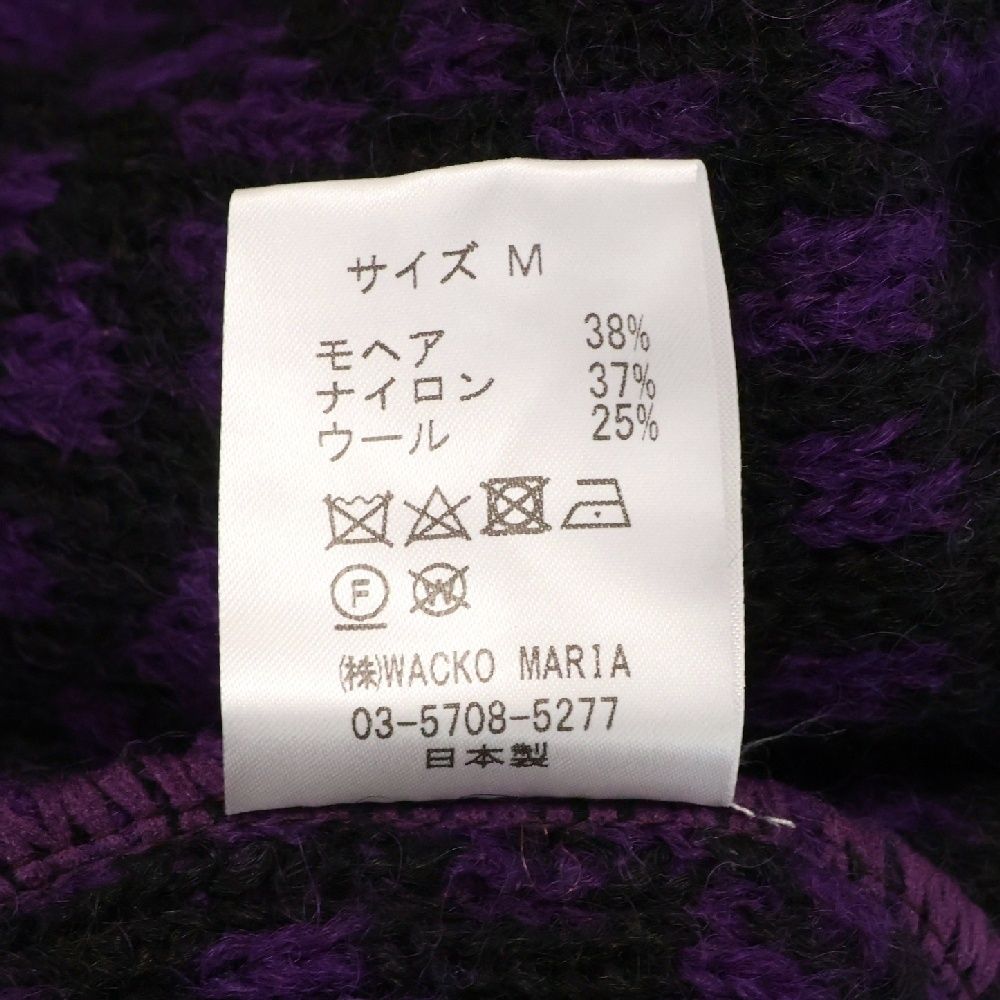 サイズ M
モヘア 38%
ナイロン 37%
ウール 25%
F W
(株)WACKO MARIA
03-5708-5277
日本製